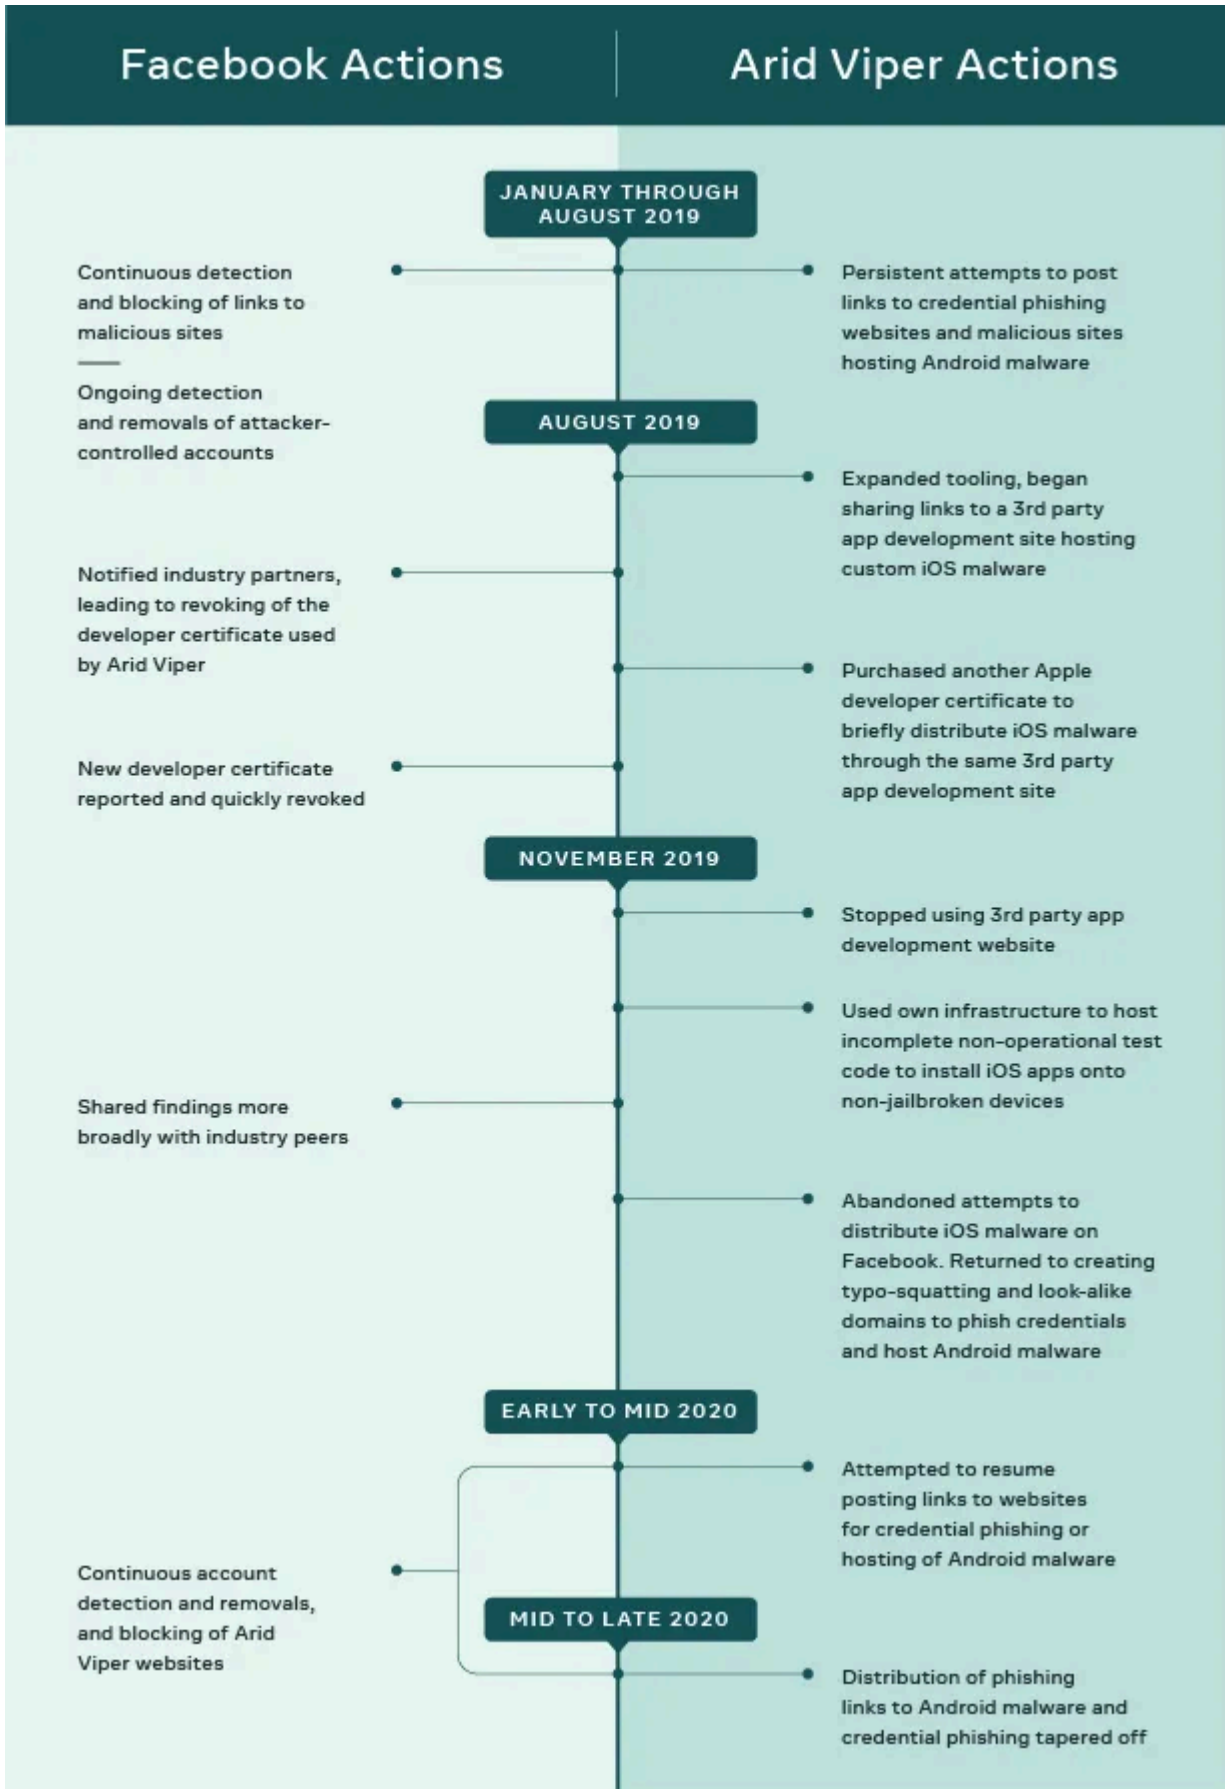 Facebook Actions
Arid Viper Actions
JANUARY THROUGH
AUGUST 2019
Continuous detection
and blocking of links to
malicious sites
Ongoing detection
and removals of attacker-
controlled accounts
Persistent attempts to post
links to credential phishing
websites and malicious sites
hosting Android malware
AUGUST 2019
Expanded tooling, began
sharing links to a 3rd party
app development site hosting
custom iOS malware
Notified industry partners,
leading to revoking of the
developer certificate used
by Arid Viper
Purchased another Apple
developer certificate to
briefly distribute iOS malware
through the same 3rd party
app development site
New developer certificate
reported and quickly revoked
NOVEMBER 2019
Stopped using 3rd party app
development website
Used own infrastructure to host
incomplete non-operational test
code to install iOS apps onto
non-jailbroken devices
Shared findings more
broadly with industry peers
Abandoned attempts to
distribute iOS malware on
Facebook. Returned to creating
typo-squatting and look-alike
domains to phish credentials
and host Android malware
EARLY TO MID 2020
Attempted to resume
posting links to websites
for credential phishing or
hosting of Android malware
Continuous account
detection and removals,
and blocking of Arid
Viper websites
MID TO LATE 2020
Distribution of phishing
links to Android malware and
credential phishing tapered off